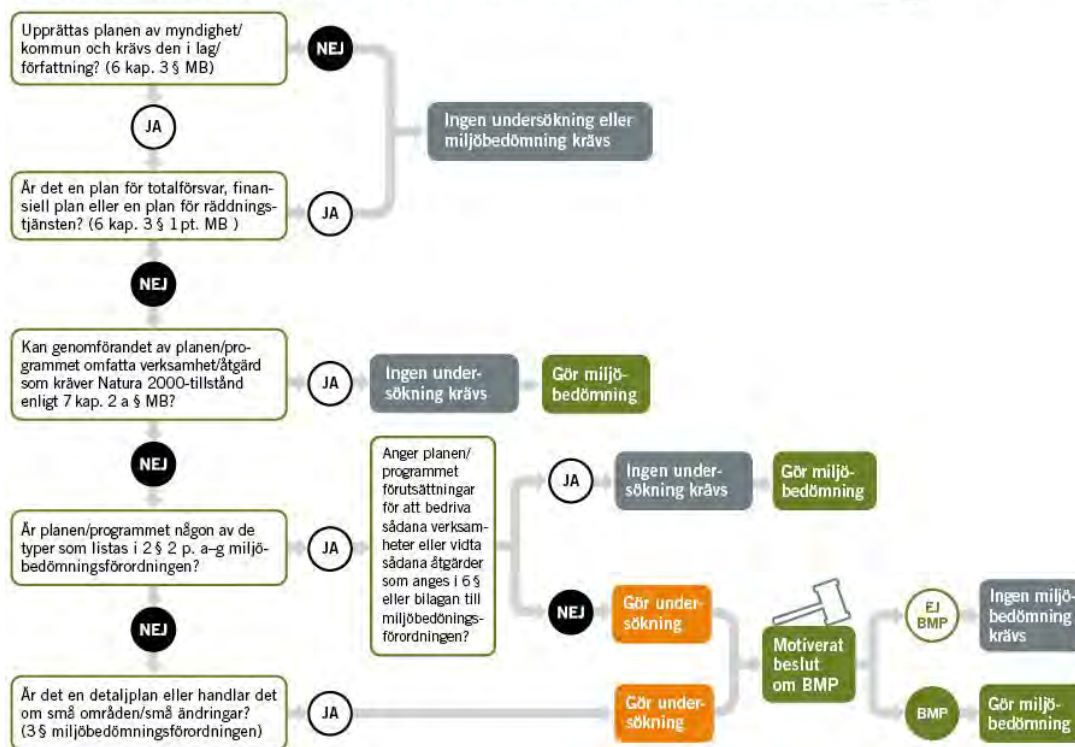 Upprättas planen av myndighet/
kommun och krävs den i lag/
författning? (6 kap. 3 § MB)
NEJ
JA
Ingen undersökning eller
miljöbedömning krävs
Är det en plan för totalförsvar, finan-
siell plan eller en plan för räddnings-
tjänsten? (6 kap. 3 § 1 pt. MB )
JA
NEJ
Kan genomförandet av planen/pro-
grammet omfatta verksamhet/åtgärd
som kräver Natura 2000-tillstånd
enligt 7 kap. 2 a § MB?
JA
Ingen under-
sökning krävs
Gör miljö-
bedömning
NEJ
Är planen/programmet någon av de
typer som listas i 2 § 2 p. a–g miljö-
bedömningsförordningen?
JA
Anger planen/
programmet
förutsättningar
för att bedriva
sådana verksam-
heter eller vidta
sådana åtgärder
som anges i 6 §
eller bilagan till
miljöbedönings-
förordningen?
JA
Ingen under-
sökning krävs
Gör miljö-
bedömning
NEJ
Gör under-
sökning
NEJ
Är det en detaljplan eller handlar det
om små områden/små ändringar?
(3 § miljöbedömningsförordningen)
JA
Gör under-
sökning
Motiverat
beslut
om BMP
EJ
BMP
Ingen miljö-
bedömning
krävs
BMP
Gör miljö-
bedömning